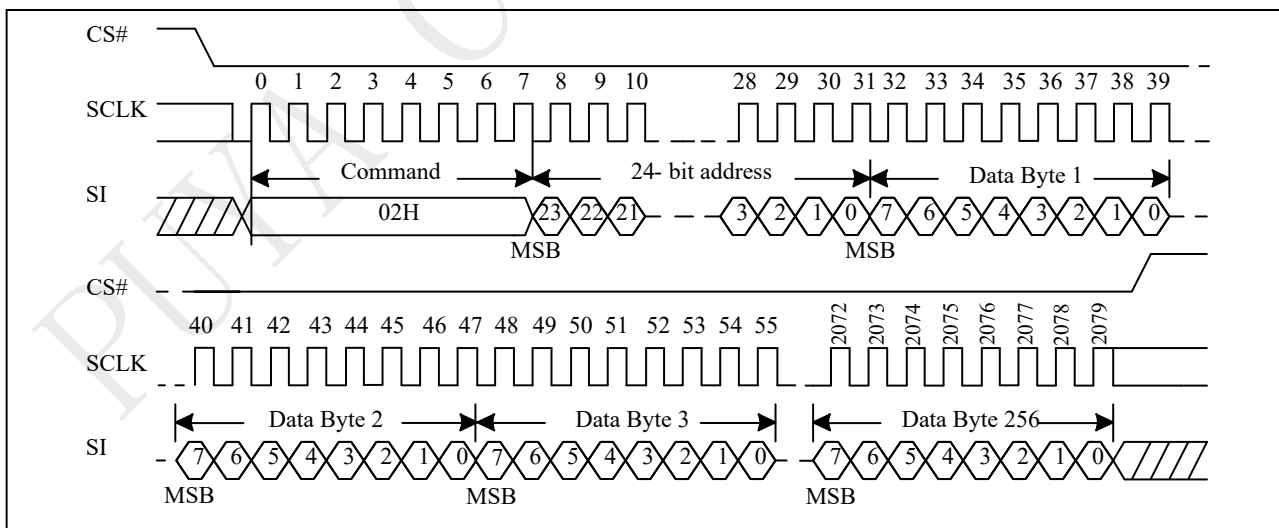 PUYA
CS#
0 1 2 3 4 5 6 7 8 9 10 28 29 30 31 32 33 34 35 36 37 38 39
SCLK
Command 24- bit address Data Byte 1
SI
02H 23 22 21 3 2 1 0 7 6 5 4 3 2 1 0
MSB MSB
CS#
40 41 42 43 44 45 46 47 48 49 50 51 52 53 54 55 2072 2073 2074 2075 2076 2077 2078 2079
SCLK
Data Byte 2 Data Byte 3 Data Byte 256
SI
7 6 5 4 3 2 1 0 7 6 5 4 3 2 1 0 7 6 5 4 3 2 1 0
MSB MSB MSB